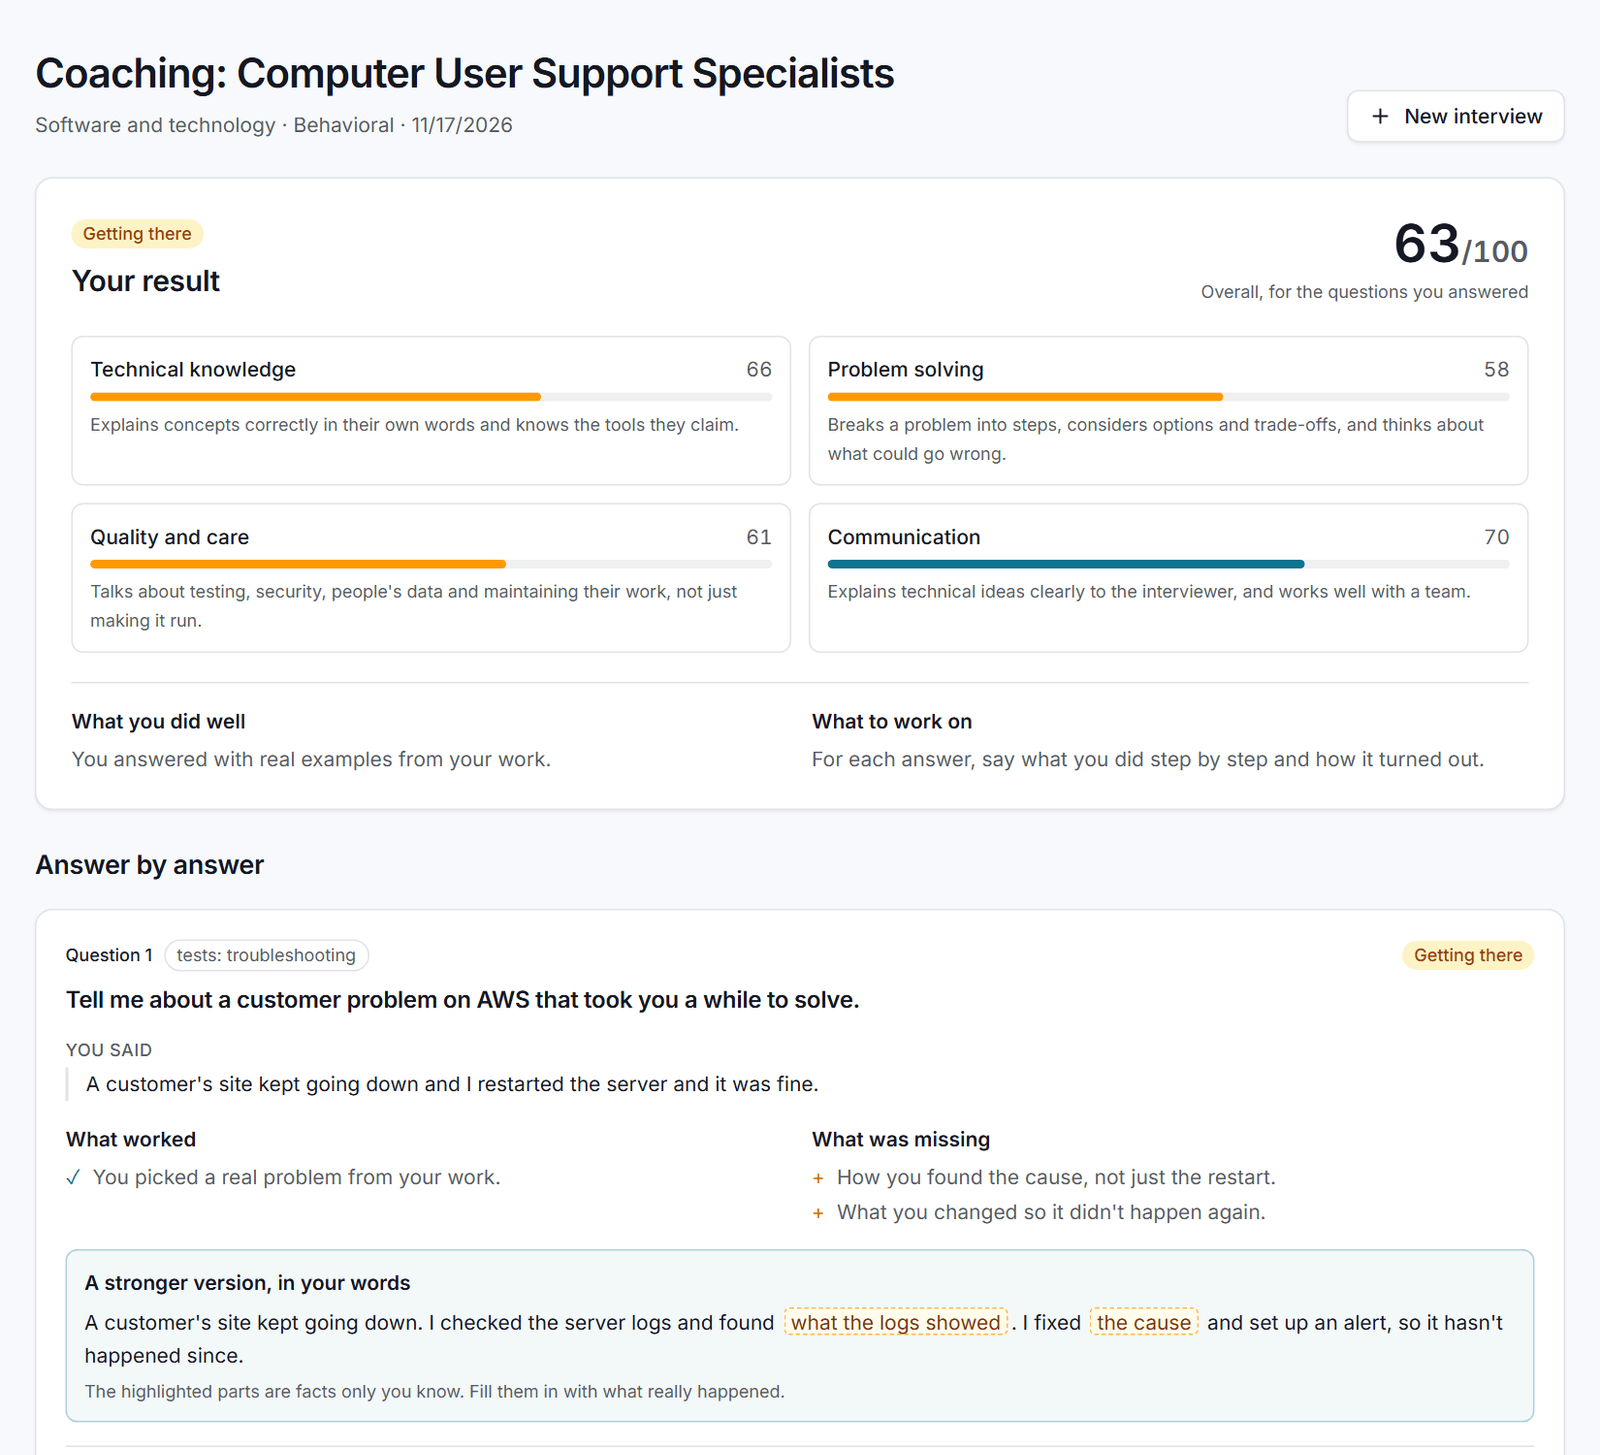 Coaching: Computer User Support Specialists
Software and technology · Behavioral · 11/17/2026
+ New interview
Getting there
Your result
63/100
Overall, for the questions you answered
Technical knowledge 66
Explains concepts correctly in their own words and knows the tools they claim.
Problem solving 58
Breaks a problem into steps, considers options and trade-offs, and thinks about
what could go wrong.
Quality and care 61
Talks about testing, security, people's data and maintaining their work, not just
making it run.
Communication 70
Explains technical ideas clearly to the interviewer, and works well with a team.
What you did well
You answered with real examples from your work.
What to work on
For each answer, say what you did step by step and how it turned out.
Answer by answer
Question 1 tests: troubleshooting Getting there
Tell me about a customer problem on AWS that took you a while to solve.
YOU SAID
A customer's site kept going down and I restarted the server and it was fine.
What worked
✓ You picked a real problem from your work.
What was missing
+ How you found the cause, not just the restart.
+ What you changed so it didn't happen again.
A stronger version, in your words
A customer's site kept going down. I checked the server logs and found what the logs showed. I fixed the cause and set up an alert, so it hasn't
happened since.
The highlighted parts are facts only you know. Fill them in with what really happened.